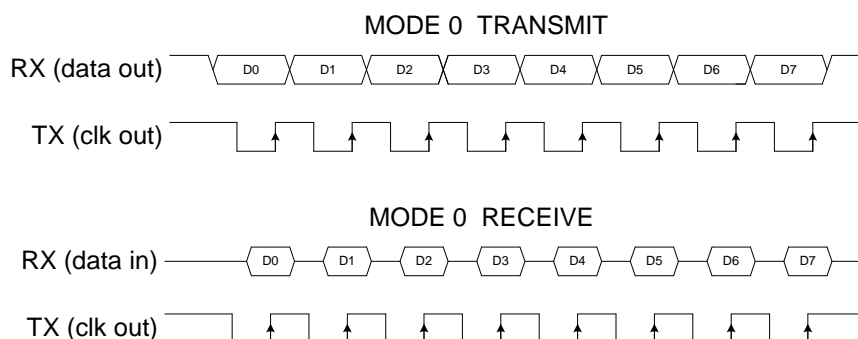 MODE 0 TRANSMIT
RX (data out) D0 D1 D2 D3 D4 D5 D6 D7
TX (clk out)
MODE 0 RECEIVE
RX (data in) D0 D1 D2 D3 D4 D5 D6 D7
TX (clk out)